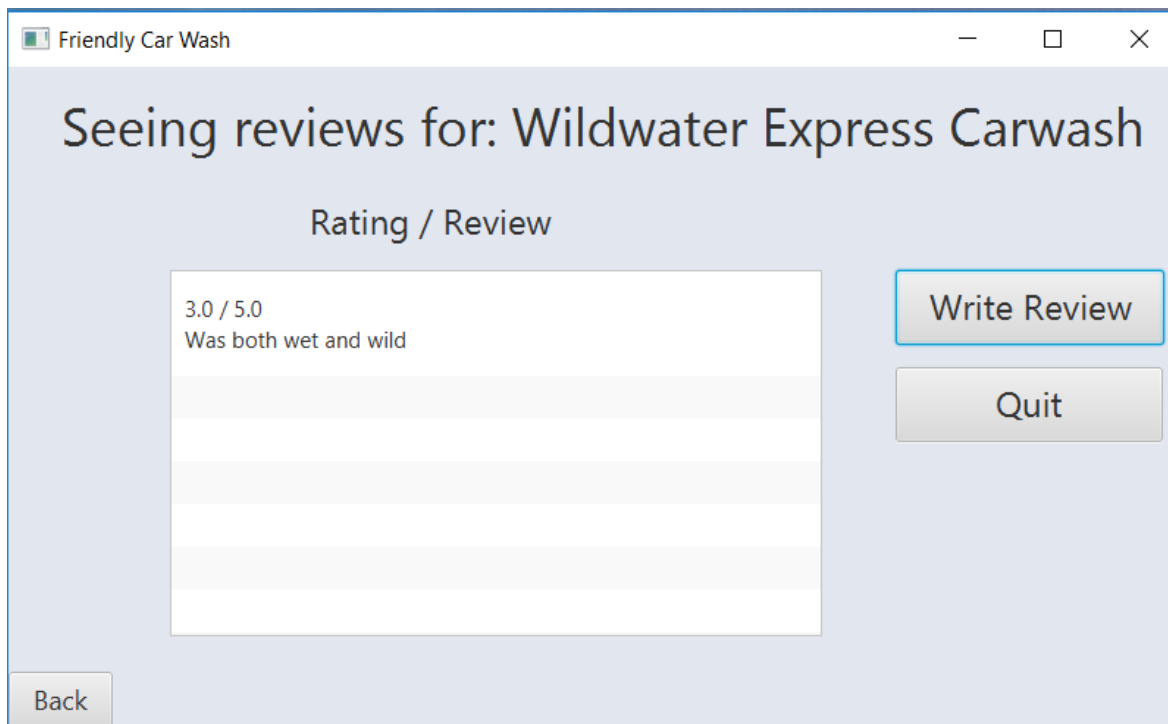 Friendly Car Wash
Seeing reviews for: Wildwater Express Carwash
Rating / Review
3.0 / 5.0
Was both wet and wild
Write Review
Quit
Back